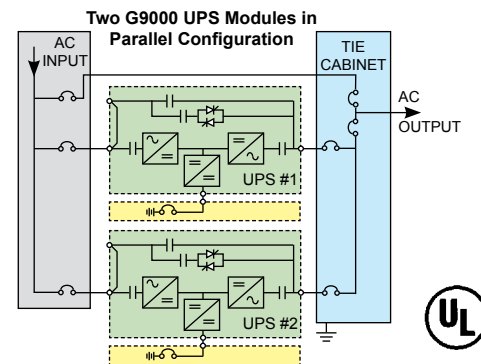 Two G9000 UPS Modules in
Parallel Configuration
AC
INPUT
TIE
CABINET
AC
OUTPUT
UPS #1
UPS #2
UL